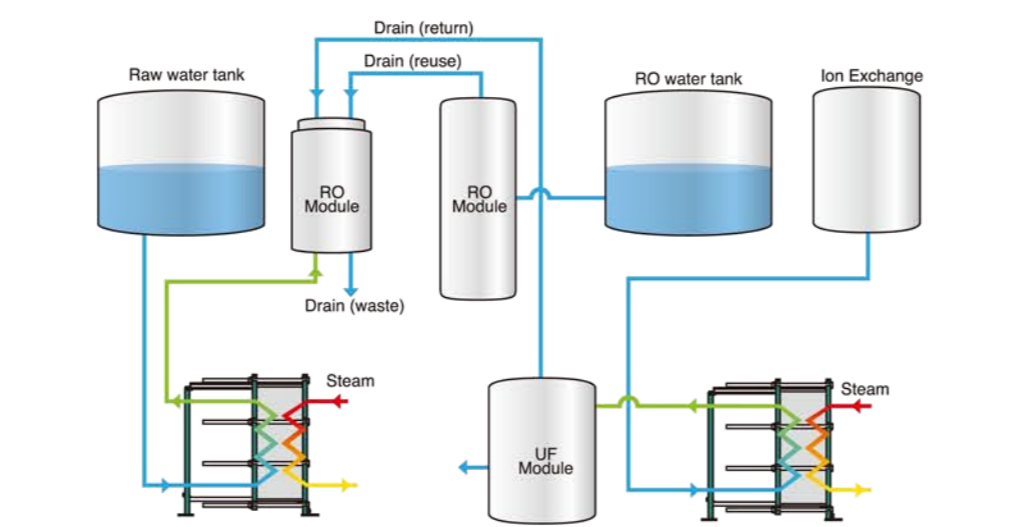 Drain (return)
Drain (reuse)
Raw water tank
RO water tank
Ion Exchange
RO
Module
RO
Module
Drain (waste)
Steam
Steam
UF
Module